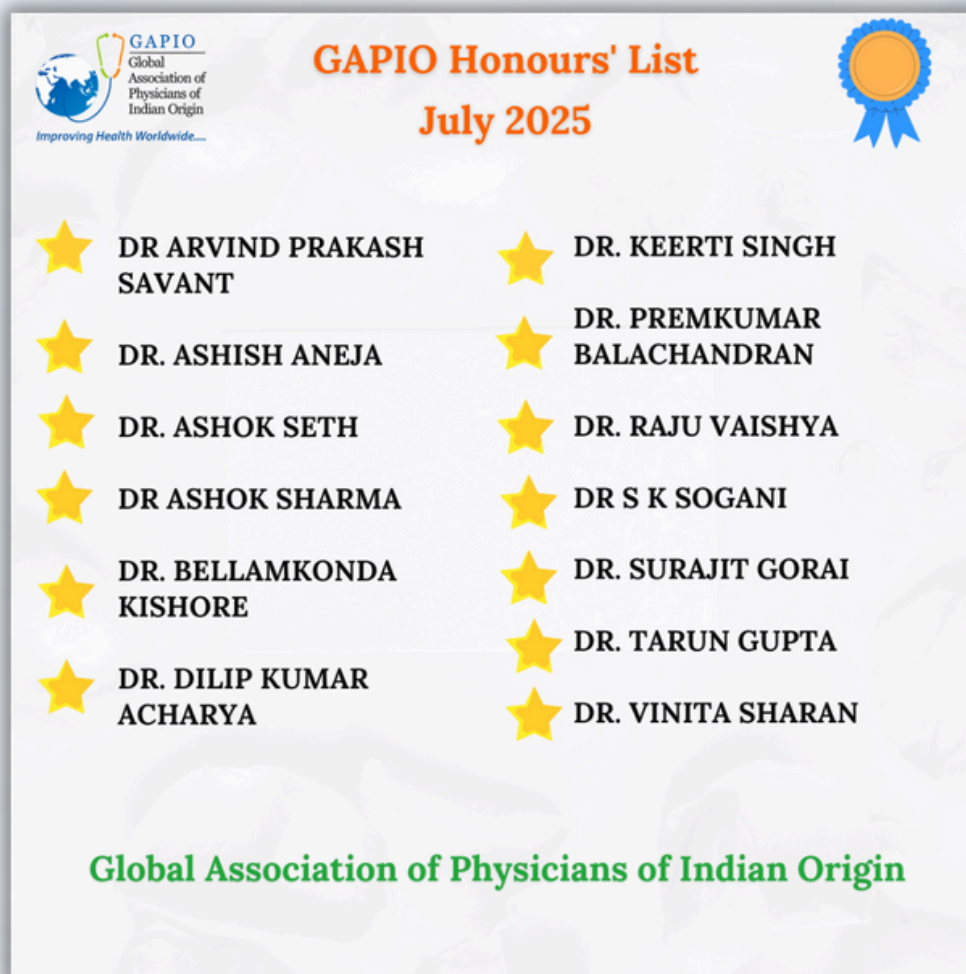 GAPIO
Global
Association of
Physicians of
Indian Origin
Improving Health Worldwide....
GAPIO Honours' List
July 2025
DR ARVIND PRAKASH
SAVANT
DR. ASHISH ANEJA
DR. ASHOK SETH
DR ASHOK SHARMA
DR. BELLAMKONDA
KISHORE
DR. DILIP KUMAR
ACHARYA
DR. KEERTI SINGH
DR. PREMKUMAR
BALACHANDRAN
DR. RAJU VAISHYA
DR S K SOGANI
DR. SURAJIT GORAI
DR. TARUN GUPTA
DR. VINITA SHARAN
Global Association of Physicians of Indian Origin